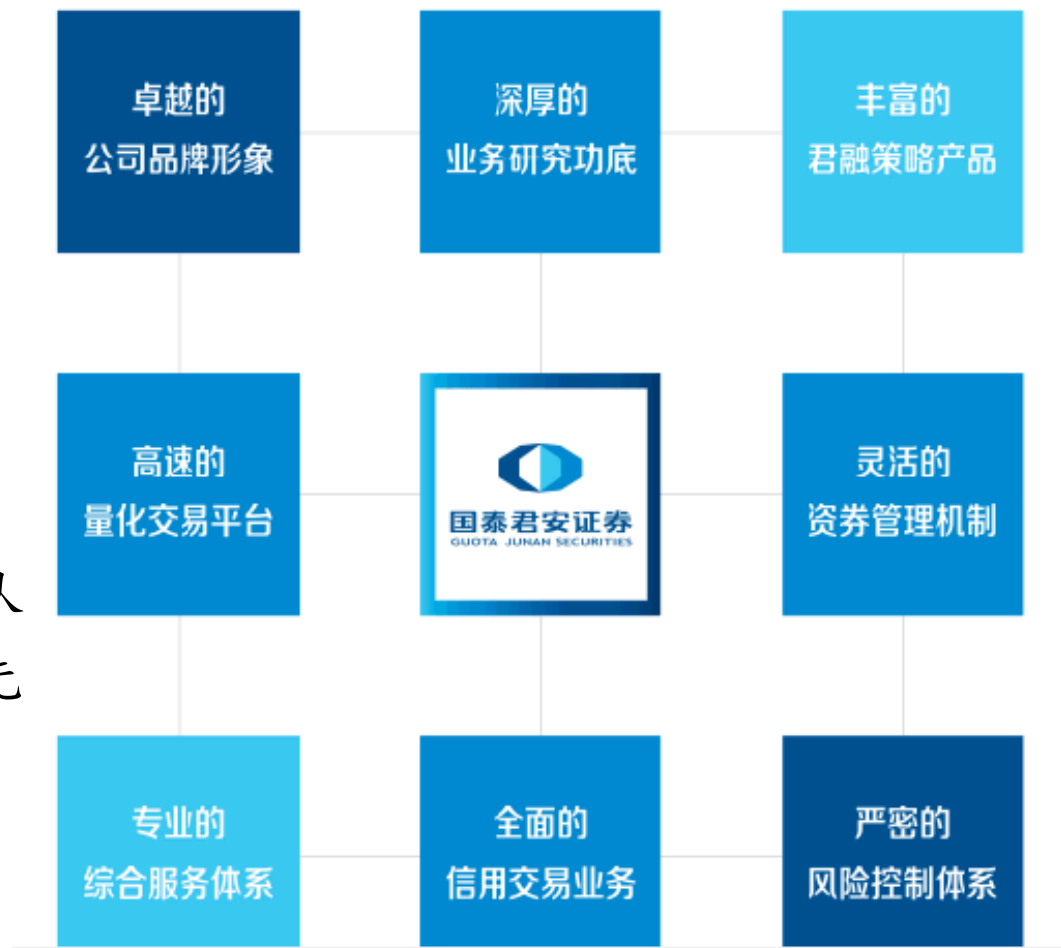 卓越的
公司品牌形象
深厚的
业务研究功底
丰富的
君融策略产品
高速的
量化交易平台
国泰君安证券
GUOTA JUNAN SECURITIES
灵活的
资券管理机制
专业的
综合服务体系
全面的
信用交易业务
严密的
风险控制体系